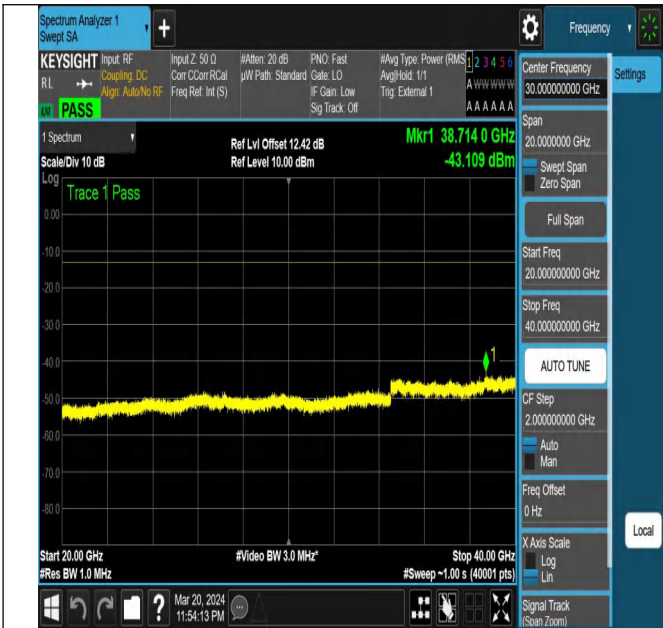 Spectrum Analyzer 1
Swept SA
+
Frequency
KEYSIGHT
RL
PASS
Input: RF
Coupling: DC
Align: Auto/No RF
Input Z: 50 Ω
Corr CCorr RCal
Freq Ref: Int (S)
#Atten: 20 dB
µW Path: Standard
PNO: Fast
Gate: LO
IF Gain: Low
Sig Track: Off
#Avg Type: Power (RMS
Avg|Hold: 1/1
Trig: External 1
1 2 3 4 5 6
A W W W W W
A A A A A A
1 Spectrum
Scale/Div 10 dB
Ref Lvl Offset 12.42 dB
Ref Level 10.00 dBm
Mkr1 38.714 0 GHz
-43.109 dBm
Log
Trace 1 Pass
0.00
-10.0
-20.0
-30.0
-40.0
-50.0
-60.0
-70.0
-80.0
1
Start 20.00 GHz
#Res BW 1.0 MHz
#Video BW 3.0 MHz*
Stop 40.00 GHz
#Sweep ~1.00 s (40001 pts)
Center Frequency
30.000000000 GHz
Settings
Span
20.0000000 GHz
Swept Span
Zero Span
Full Span
Start Freq
20.000000000 GHz
Stop Freq
40.000000000 GHz
AUTO TUNE
CF Step
2.000000000 GHz
Auto
Man
Freq Offset
0 Hz
X Axis Scale
Log
Lin
Local
Signal Track
(Span Zoom)
?
Mar 20, 2024
11:54:13 PM